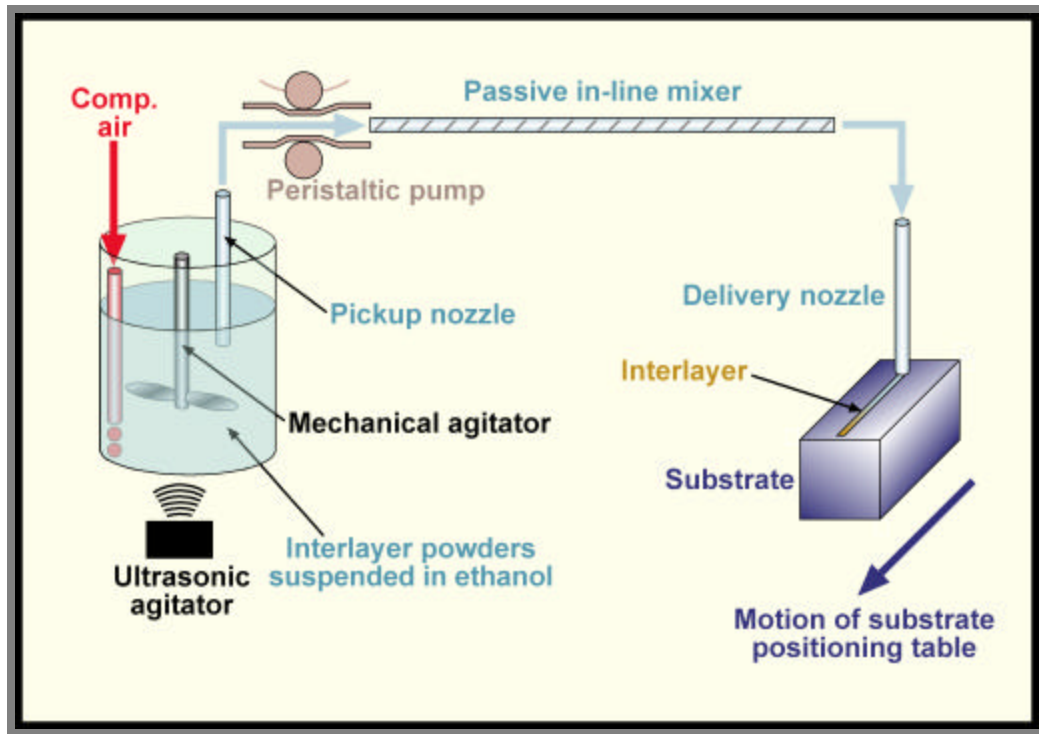 Comp.
air
Passive in-line mixer
Peristaltic pump
Pickup nozzle
Delivery nozzle
Interlayer
Mechanical agitator
Substrate
Interlayer powders
suspended in ethanol
Ultrasonic
agitator
Motion of substrate
positioning table